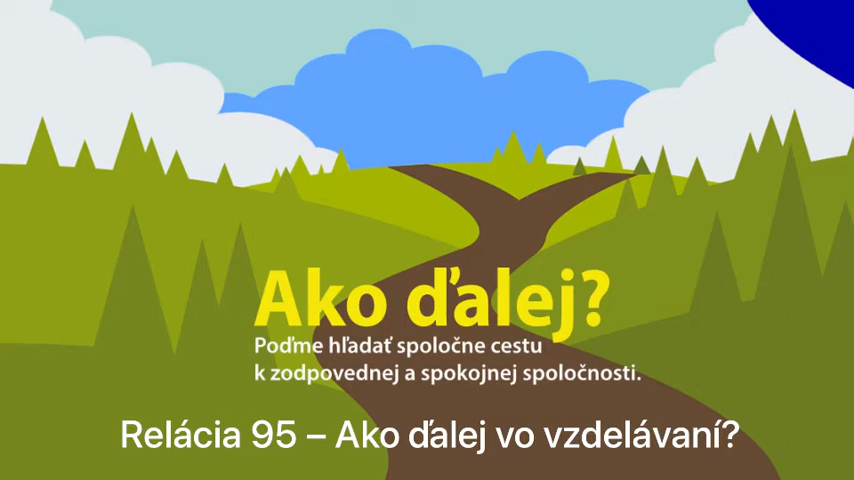 Ako ďalej?
Poďme hľadať spoločne cestu
k zodpovednej a spokojnej spoločnosti.
Relácia 95 – Ako ďalej vo vzdelávaní?